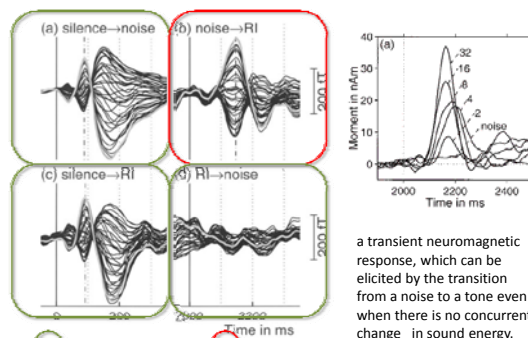 (a) silence→noise
(b) noise→RI
200 fT
(c) silence→RI
(d) RI→noise
200 fT
0
200
2200
Time in ms
(a)
Moment in nAm
40
30
20
10
0
32
16
8
4
2
noise
2000
2200
2400
Time in ms
a transient neuromagnetic
response, which can be
elicited by the transition
from a noise to a tone even
when there is no concurrent
change in sound energy.